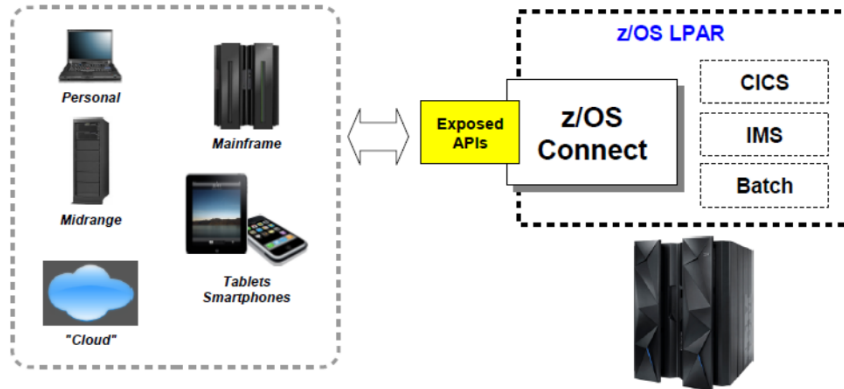 Personal
Mainframe
Midrange
Tablets
Smartphones
"Cloud"
Exposed
APIs
z/OS LPAR
z/OS
Connect
CICS
IMS
Batch